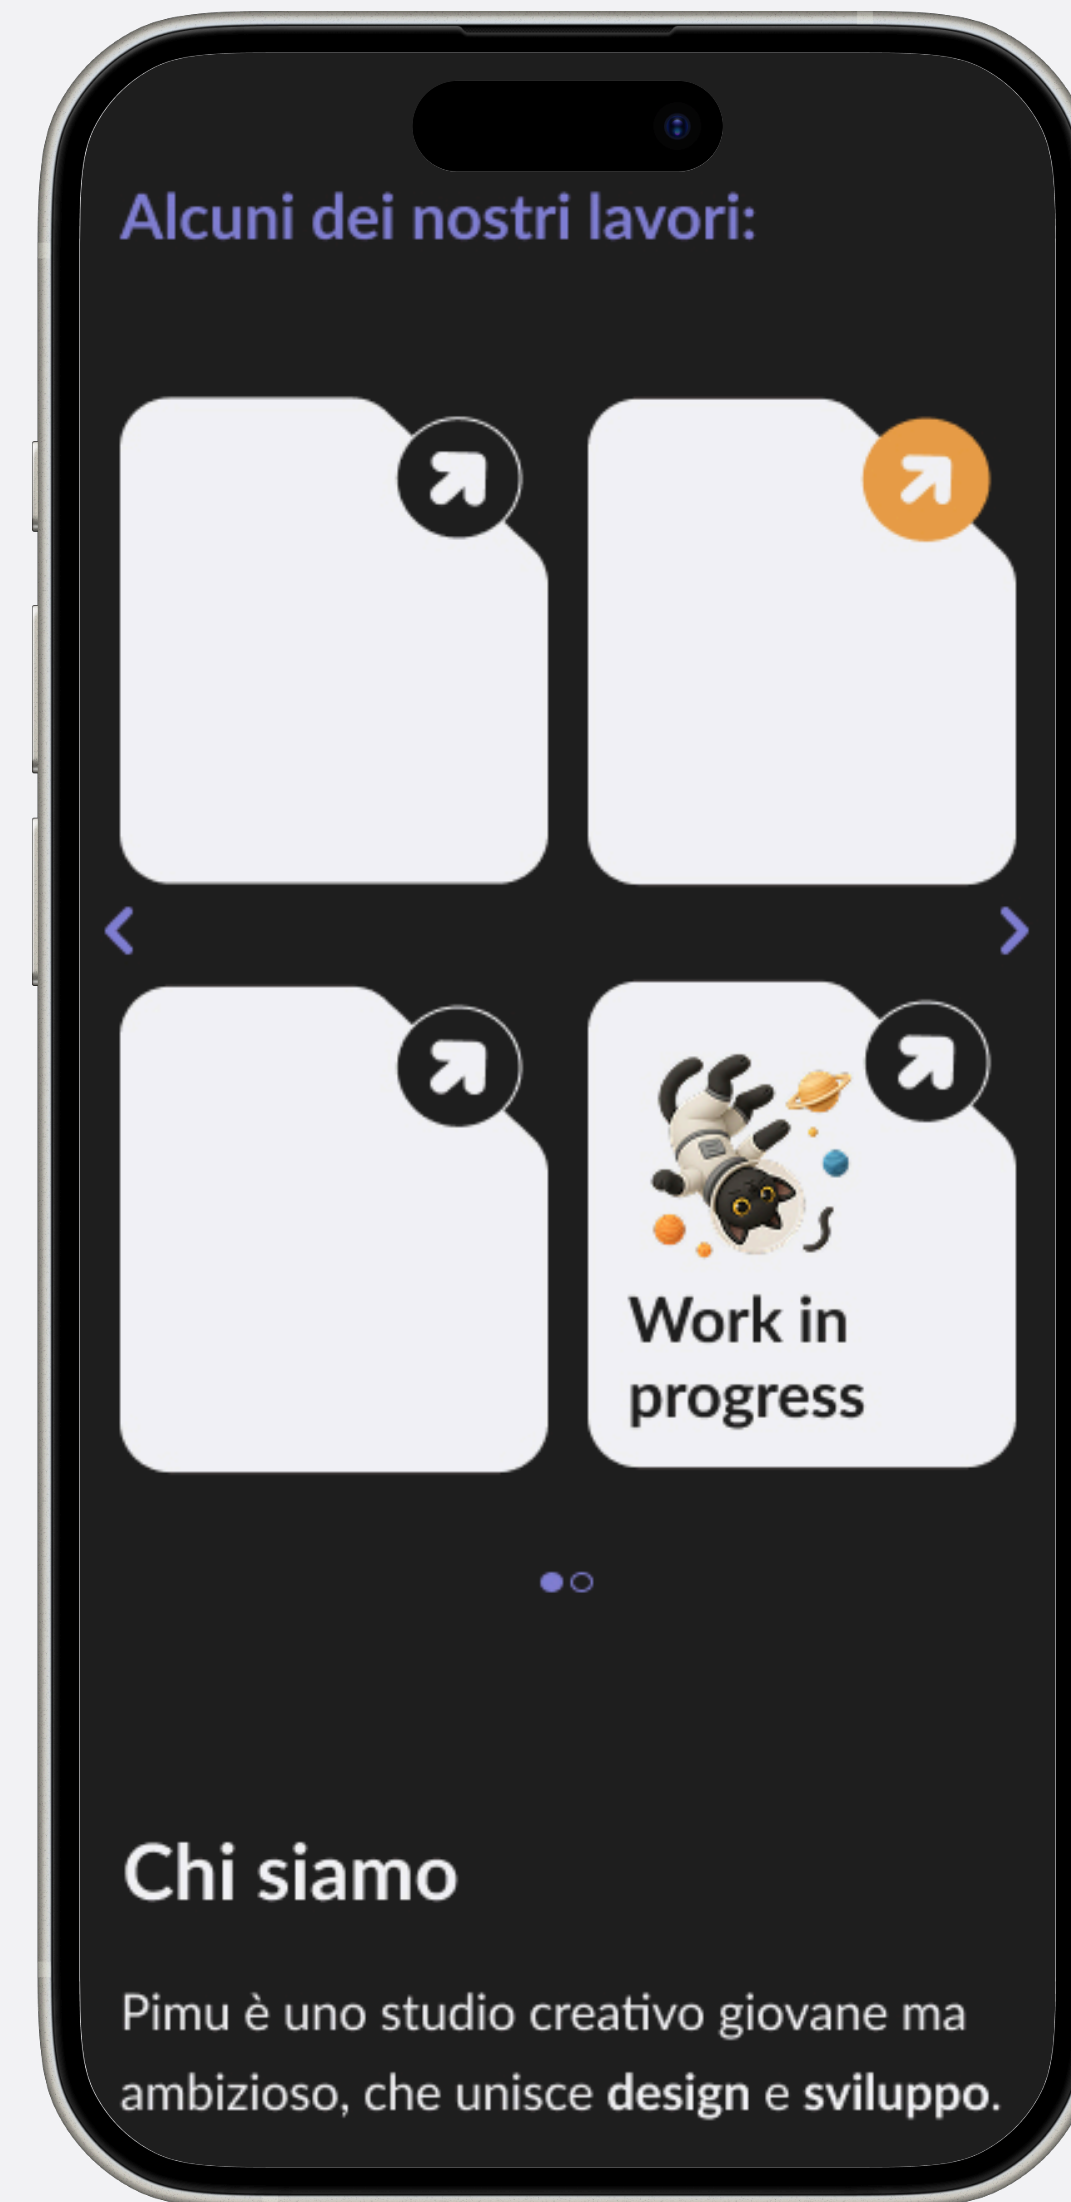 Alcuni dei nostri lavori:
Work in
progress
Chi siamo
Pimu è uno studio creativo giovane ma
ambizioso, che unisce design e sviluppo.